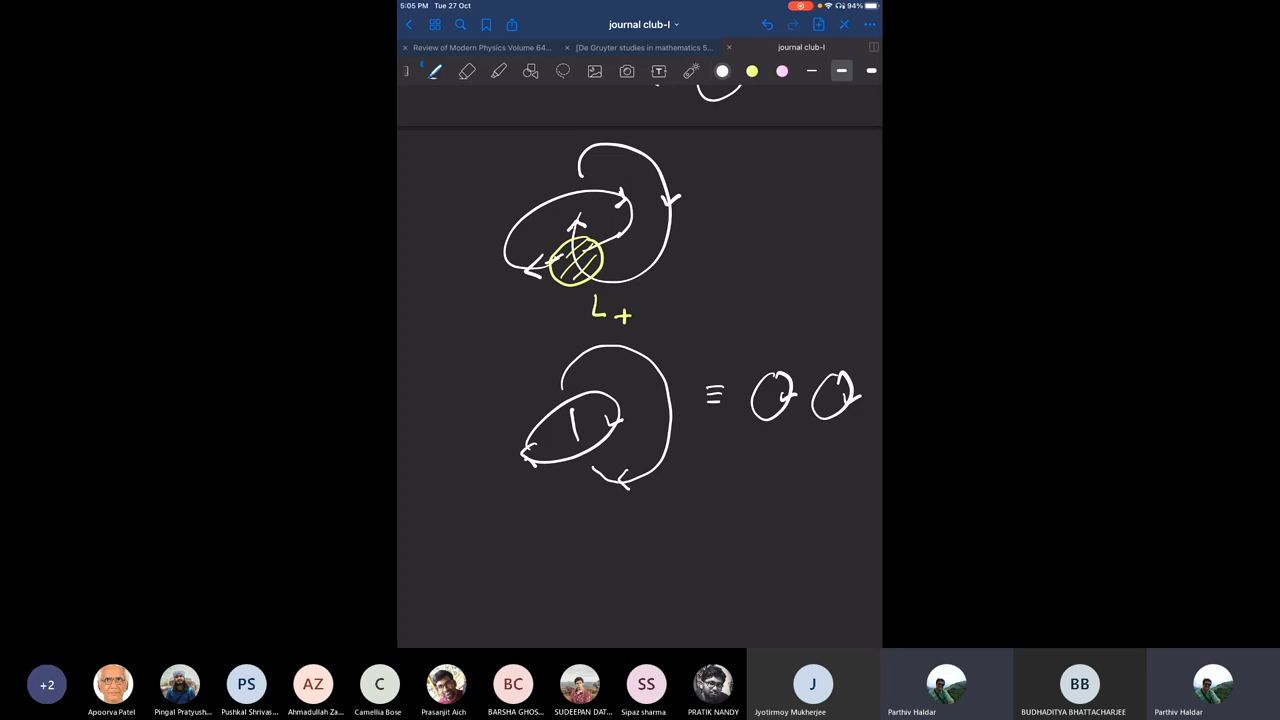 5:05 PM Tue 27 Oct
94%
journal club-I
Review of Modern Physics Volume 64...
[De Gruyter studies in mathematics 5...
journal club-I
L +
≡
+2
PS
AZ
C
BC
SS
J
BB
Apoorva Patel
Pingal Pratyush...
Pushkal Shrivas...
Ahmadullah Za...
Camellia Bose
Prasanjit Aich
BARSHA GHOS...
SUDEEPAN DAT...
Sipaz sharma
PRATIK NANDY
Jyotirmoy Mukherjee
Parthiv Haldar
BUDHADITYA BHATTACHARJEE
Parthiv Haldar